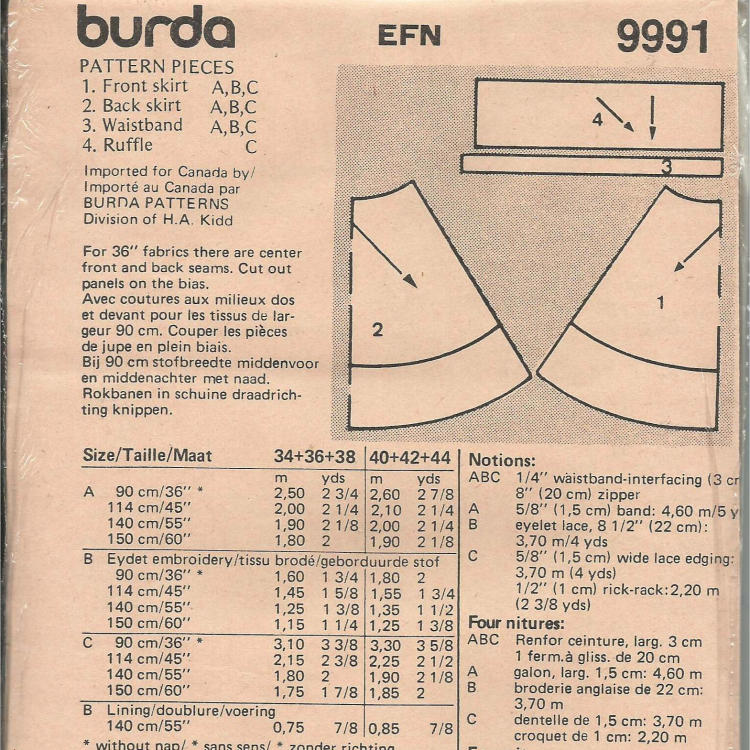 burda EFN 9991
PATTERN PIECES
1. Front skirt A,B,C
2. Back skirt A,B,C
3. Waistband A,B,C
4. Ruffle C
Imported for Canada by/
Importé au Canada par
BURDA PATTERNS
Division of H.A. Kidd
For 36" fabrics there are center
front and back seams. Cut out
panels on the bias.
Avec coutures aux milieux dos
et devant pour les tissus de lar-
geur 90 cm. Couper les pièces
de jupe en plein biais.
Bij 90 cm stofbreedte middenvoor
en middenachter met naad.
Rokbanen in schuine draadrich-
ting knippen.
4
3
2
1
Size/Taille/Maat 34+36+38 40+42+44
m yds m yds
A 90 cm/36" * 2,50 2 3/4 2,60 2 7/8
114 cm/45" 2,00 2 1/4 2,10 2 1/4
140 cm/55" 1,90 2 1/8 2,00 2 1/4
150 cm/60" 1,80 2 1,90 2 1/8
B Eydet embroidery/tissu brodé/geborduurde stof
90 cm/36" * 1,60 1 3/4 1,80 2
114 cm/45" 1,45 1 5/8 1,55 1 3/4
140 cm/55" 1,25 1 3/8 1,35 1 1/2
150 cm/60" 1,15 1 1/4 1,25 1 3/8
C 90 cm/36" * 3,10 3 3/8 3,30 3 5/8
114 cm/45" 2,15 2 3/8 2,25 2 1/2
140 cm/55" 1,80 2 1,90 2 1/8
150 cm/60" 1,75 1 7/8 1,85 2
B Lining/doublure/voering
140 cm/55" 0,75 7/8 0,85 7/8
* without nap/ * sans sens/ * zonder richting
Notions:
ABC 1/4" waistband-interfacing (3 cm
8" (20 cm) zipper
A 5/8" (1,5 cm) band: 4,60 m/5 y
B eyelet lace, 8 1/2" (22 cm):
3,70 m/4 yds
C 5/8" (1,5 cm) wide lace edging:
3,70 m (4 yds)
1/2" (1 cm) rick-rack:2,20 m
(2 3/8 yds)
Four nitures:
ABC Renfor ceinture, larg. 3 cm
1 ferm.à gliss. de 20 cm
A galon, larg. 1,5 cm: 4,60 m
B broderie anglaise de 22 cm:
3,70 m
C dentelle de 1,5 cm: 3,70 m
croquet de 1 cm: 2,20 m